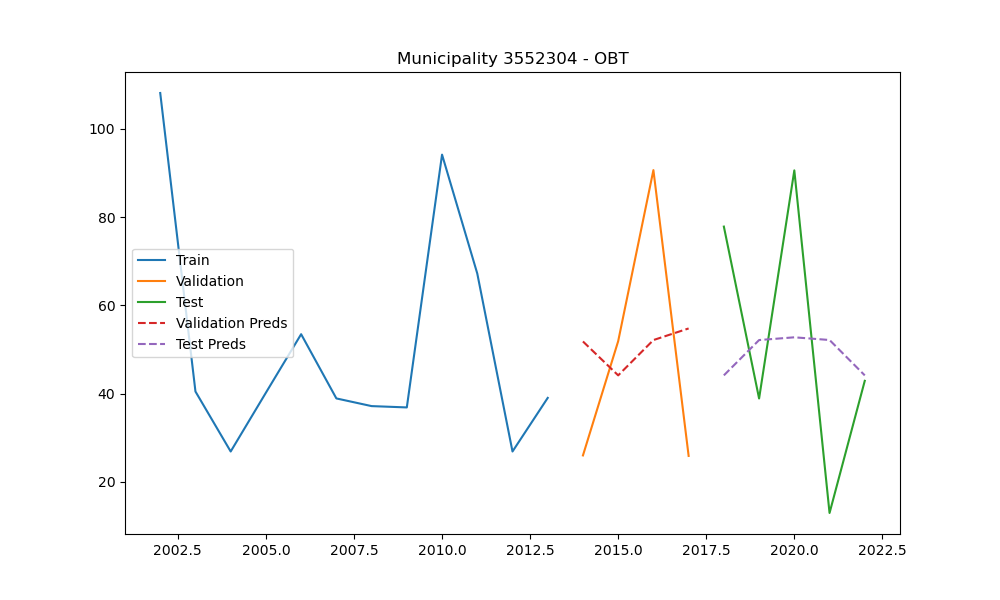 Municipality 3552304 - OBT
100
80
60
40
20
Train
Validation
Test
Validation Preds
Test Preds
2002.5 2005.0 2007.5 2010.0 2012.5 2015.0 2017.5 2020.0 2022.5